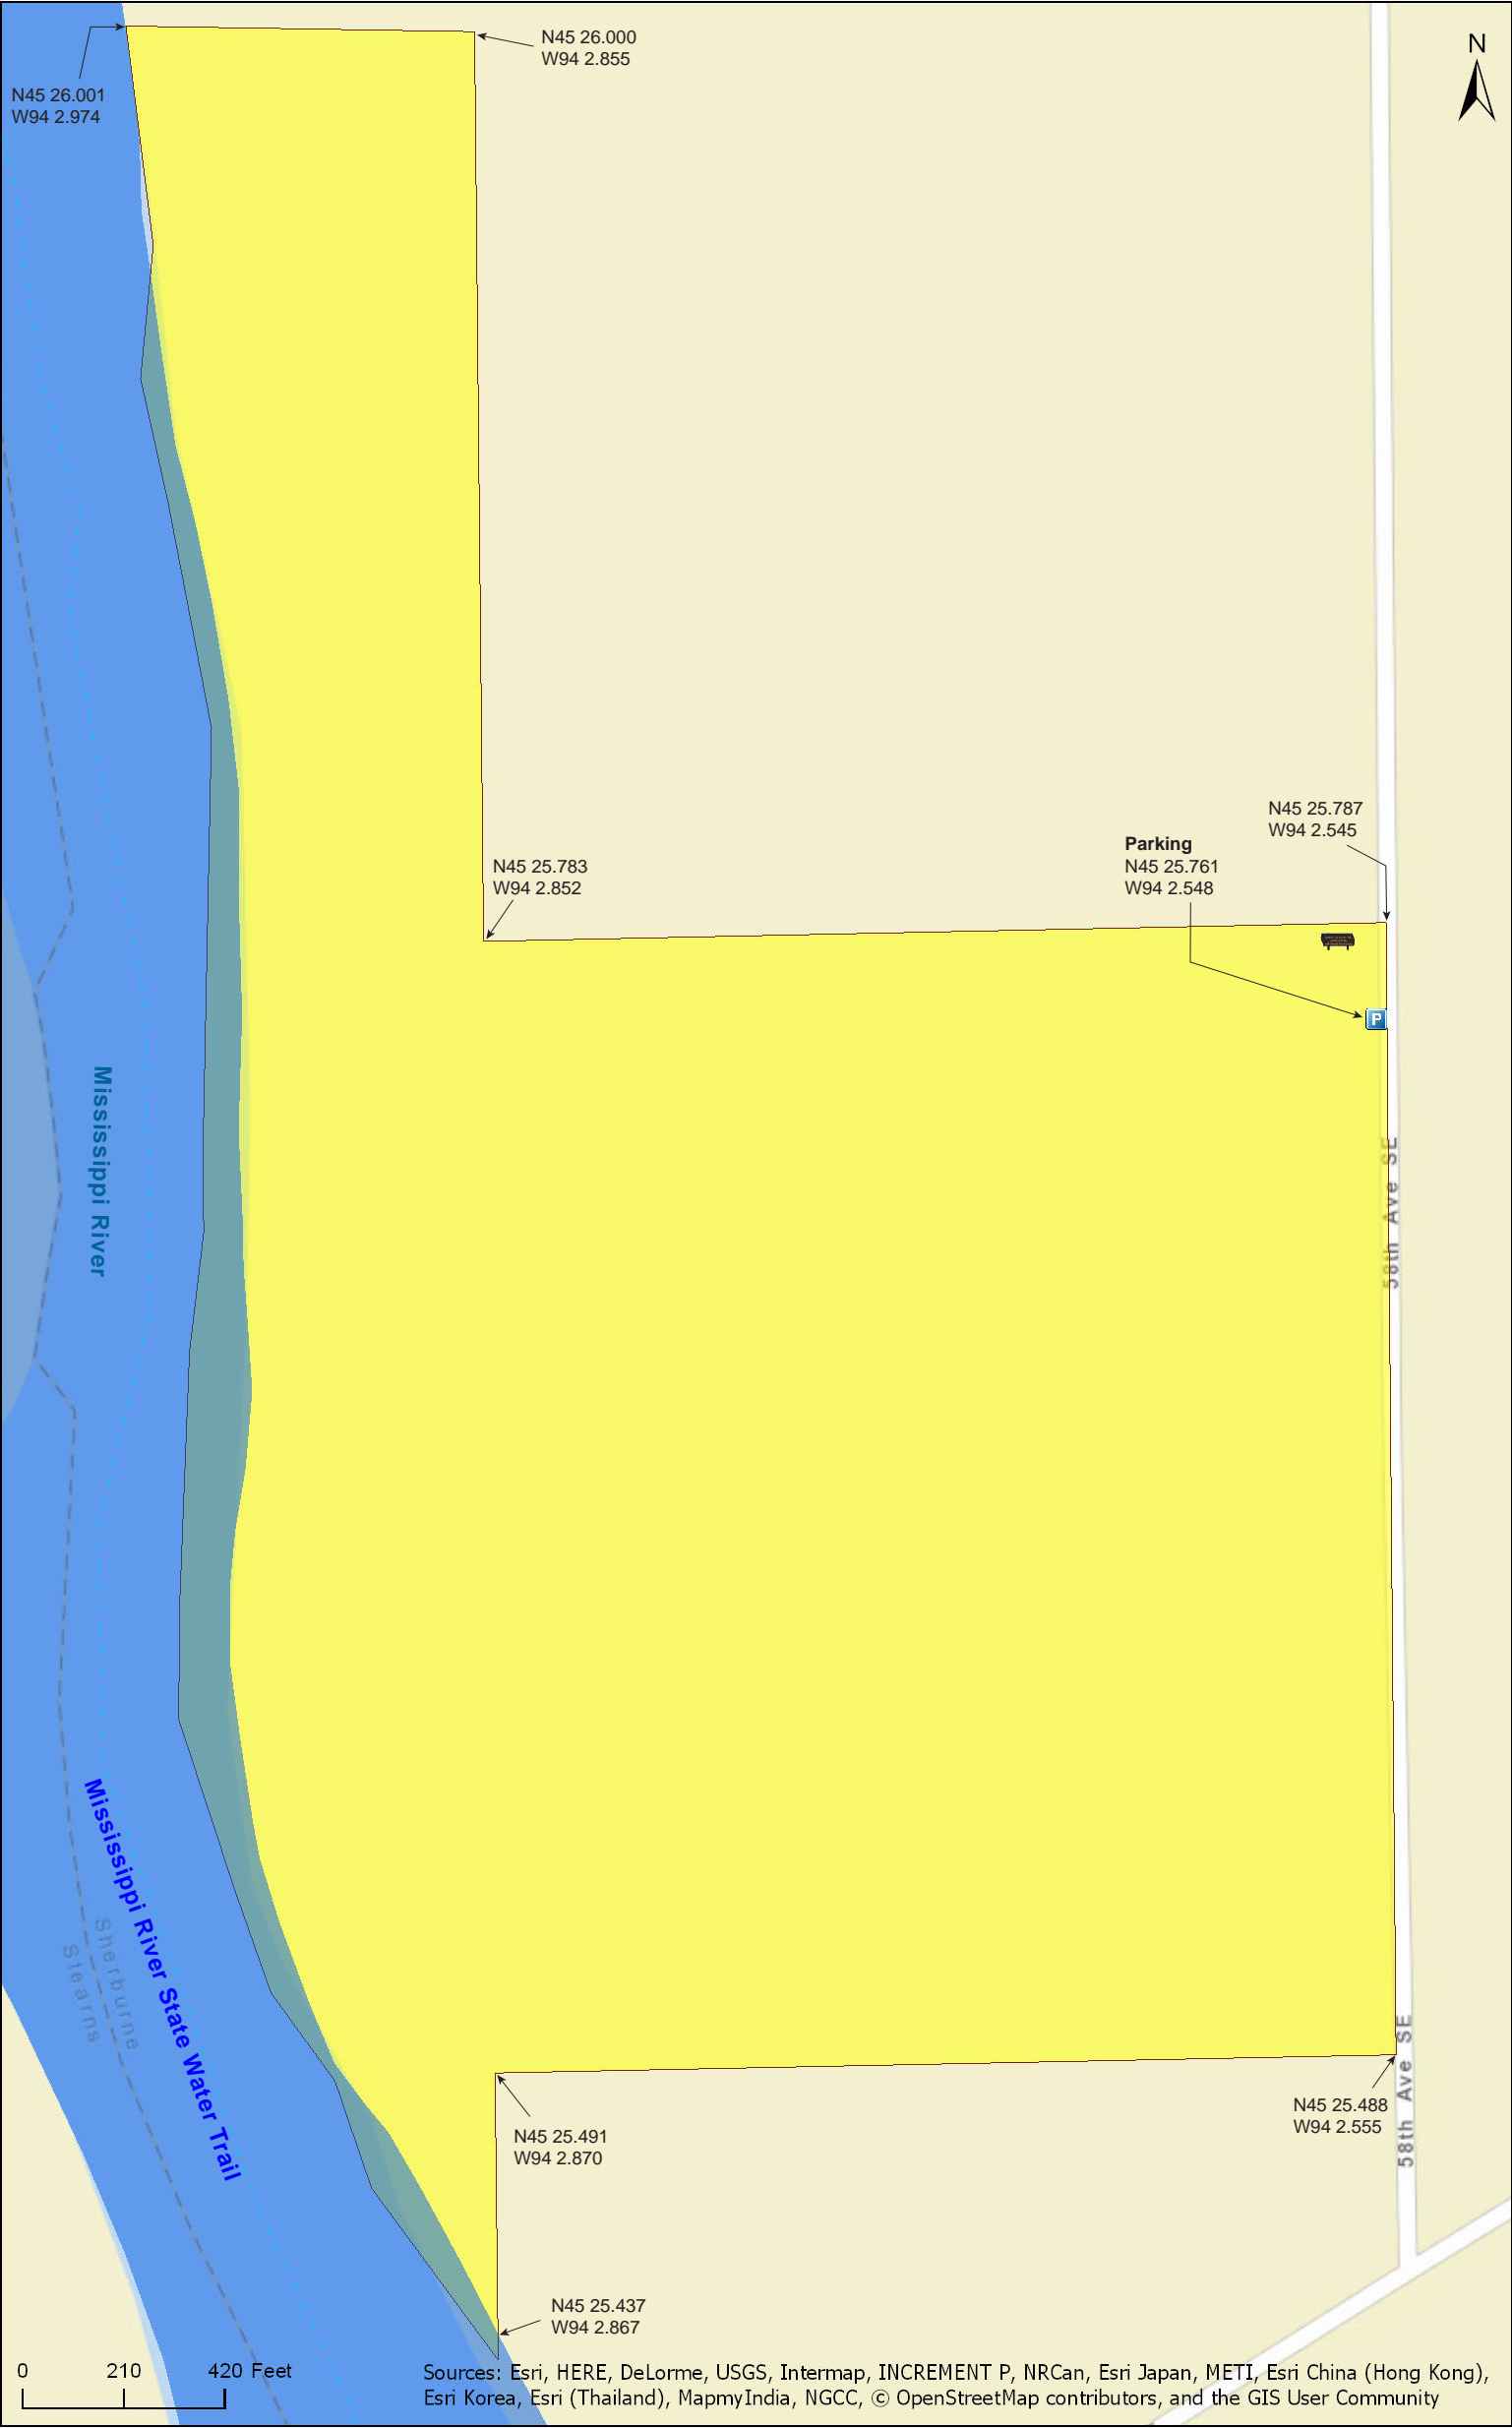 N45 26.000
W94 2.855
N
N45 26.001
W94 2.974
N45 25.787
W94 2.545
Parking
N45 25.761
W94 2.548
N45 25.783
W94 2.852
P
Mississippi River
58th Ave SE
Mississippi River State Water Trail
Sherburne
Stearns
58th Ave SE
N45 25.488
W94 2.555
N45 25.491
W94 2.870
N45 25.437
W94 2.867
0 210 420 Feet
Sources: Esri, HERE, DeLorme, USGS, Intermap, INCREMENT P, NRCan, Esri Japan, METI, Esri China (Hong Kong),
Esri Korea, Esri (Thailand), MapmyIndia, NGCC, © OpenStreetMap contributors, and the GIS User Community